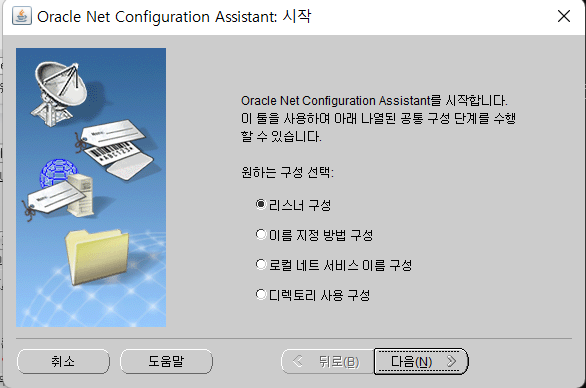 Oracle Net Configuration Assistant: 시작
Oracle Net Configuration Assistant를 시작합니다.
이 툴을 사용하여 아래 나열된 공통 구성 단계를 수행
할 수 있습니다.
원하는 구성 선택:
리스너 구성
이름 지정 방법 구성
로컬 네트 서비스 이름 구성
디렉토리 사용 구성
취소
도움말
뒤로(B)
다음(N)